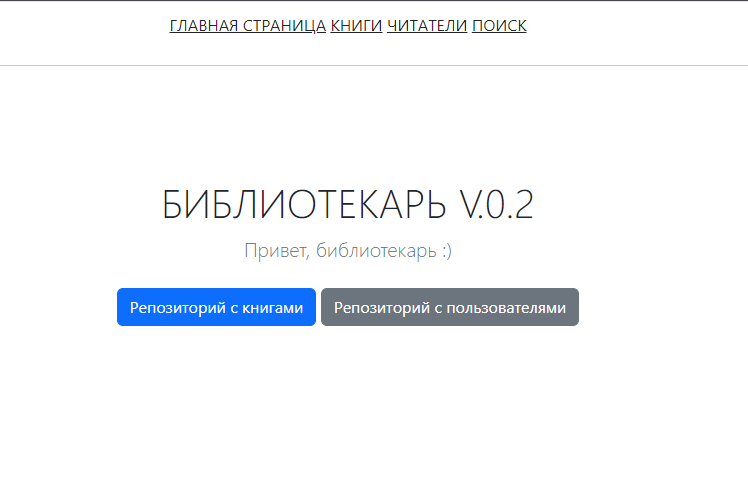 ГЛАВНАЯ СТРАНИЦА КНИГИ ЧИТАТЕЛИ ПОИСК
БИБЛИОТЕКАРЬ V.0.2
Привет, библиотекарь :)
Репозиторий с книгами Репозиторий с пользователями